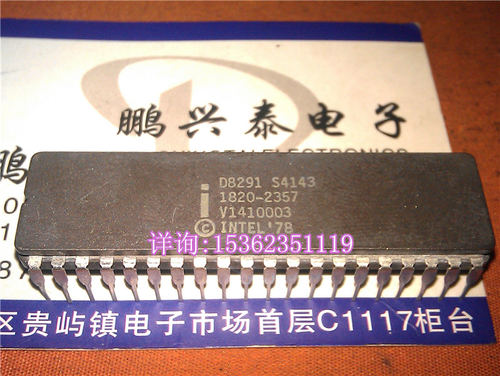 鹏兴泰电子
鹏
D8291 S4143
i 1820-2357
V1410003
© INTEL '78
详询:15362351119
区贵屿镇电子市场首层C1117柜台